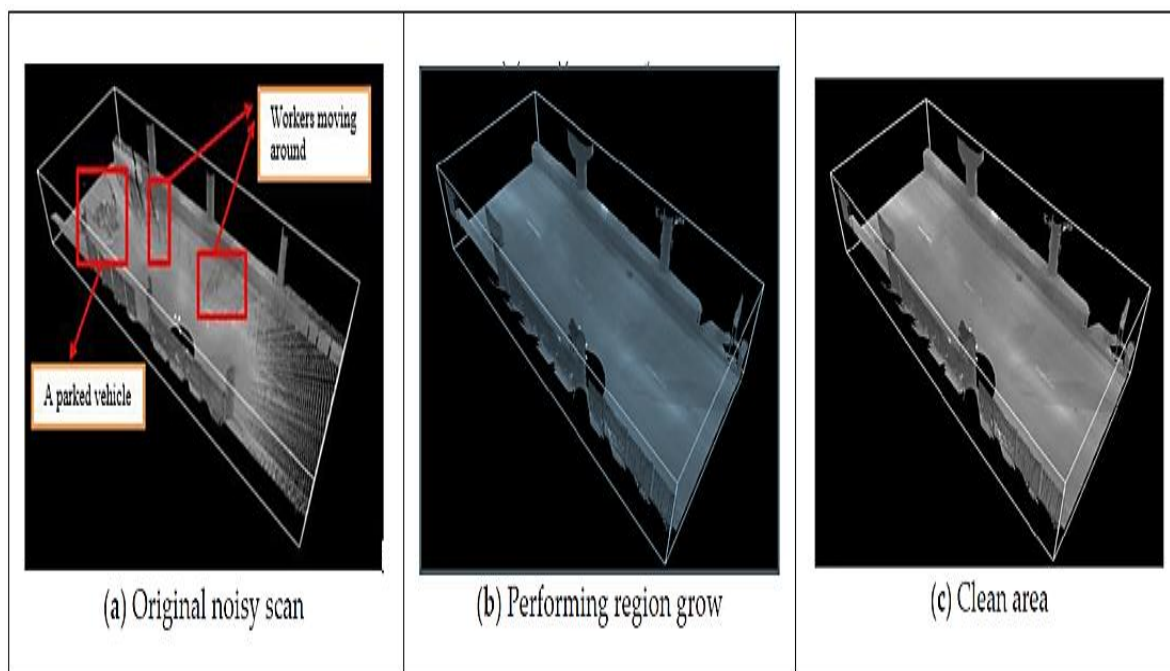 Workers moving
around
A parked vehicle
(a) Original noisy scan
(b) Performing region grow
(c) Clean area